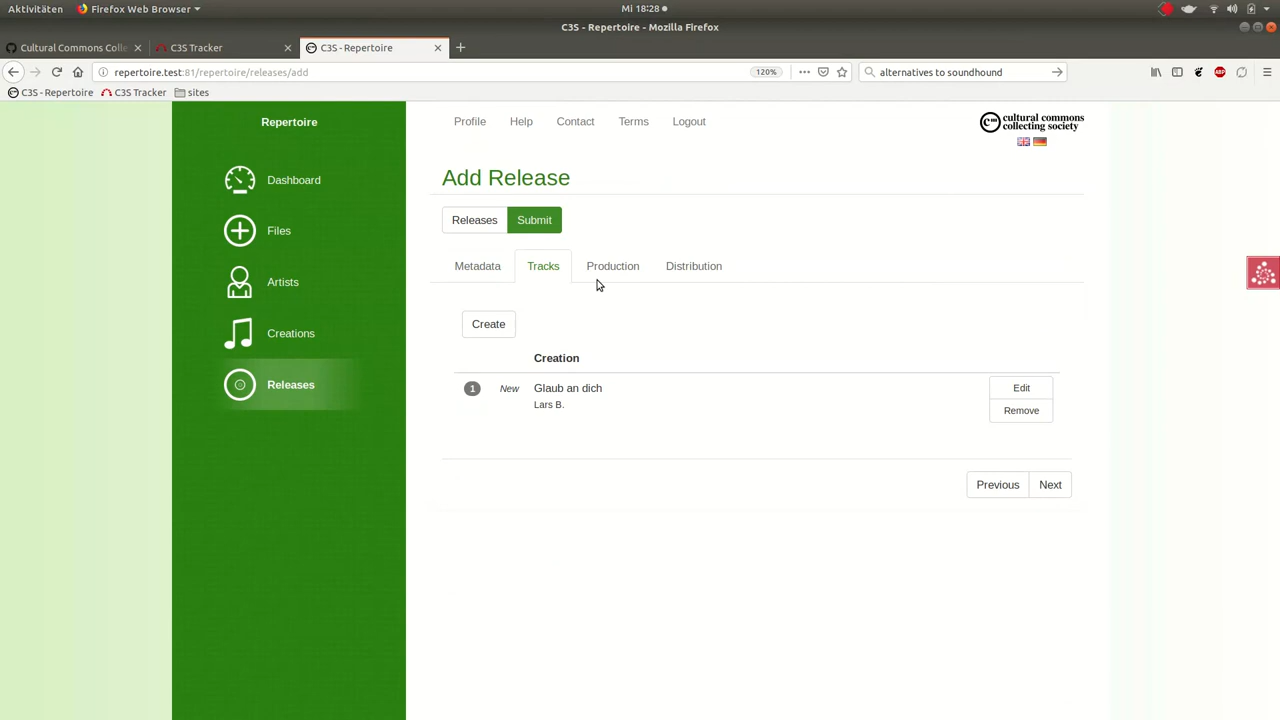 Aktivitäten Firefox Web Browser Mi 18:28
C3S - Repertoire - Mozilla Firefox
Cultural Commons Colle C3S Tracker C3S - Repertoire
repertoire.test:81/repertoire/releases/add 120% alternatives to soundhound
C3S - Repertoire C3S Tracker sites
Repertoire
Dashboard
Files
Artists
Creations
Releases
Profile Help Contact Terms Logout
cultural commons
collecting society
Add Release
Releases Submit
Metadata Tracks Production Distribution
Create
Creation
1 New Glaub an dich Edit
Lars B. Remove
Previous Next